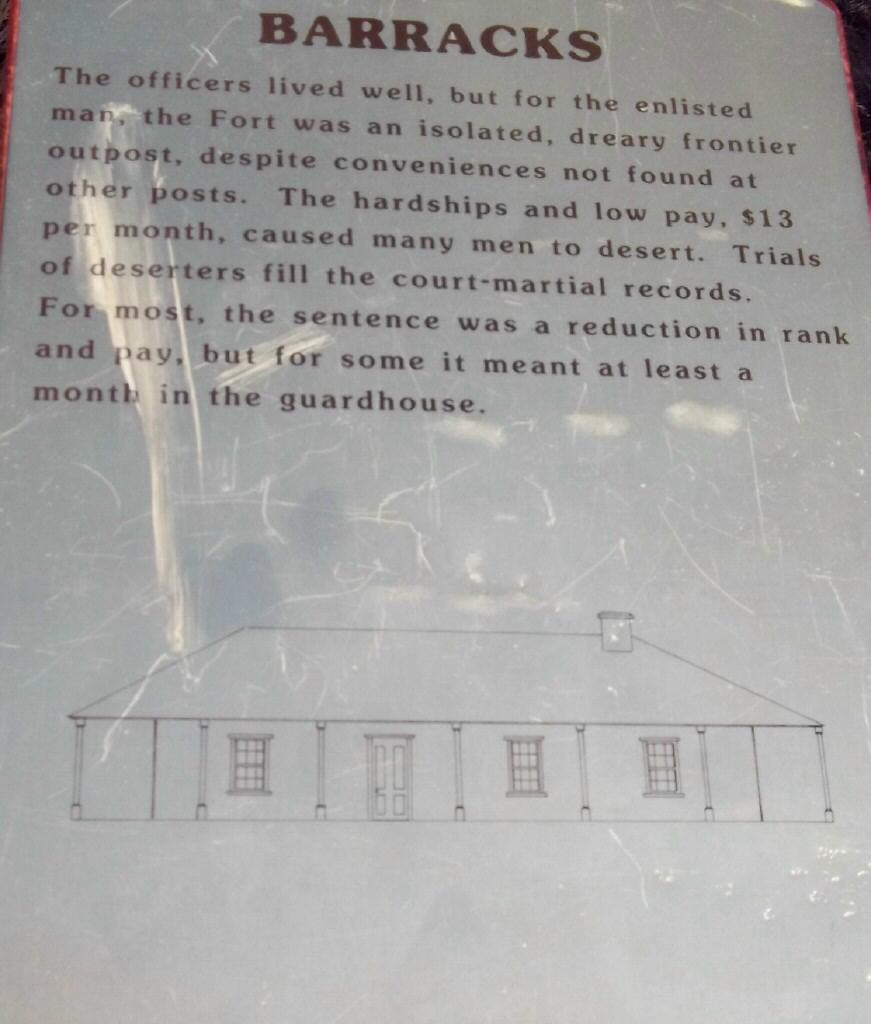 BARRACKS
The officers lived well, but for the enlisted
man, the Fort was an isolated, dreary frontier
outpost, despite conveniences not found at
other posts. The hardships and low pay, $13
per month, caused many men to desert. Trials
of deserters fill the court-martial records.
For most, the sentence was a reduction in rank
and pay, but for some it meant at least a
month in the guardhouse.